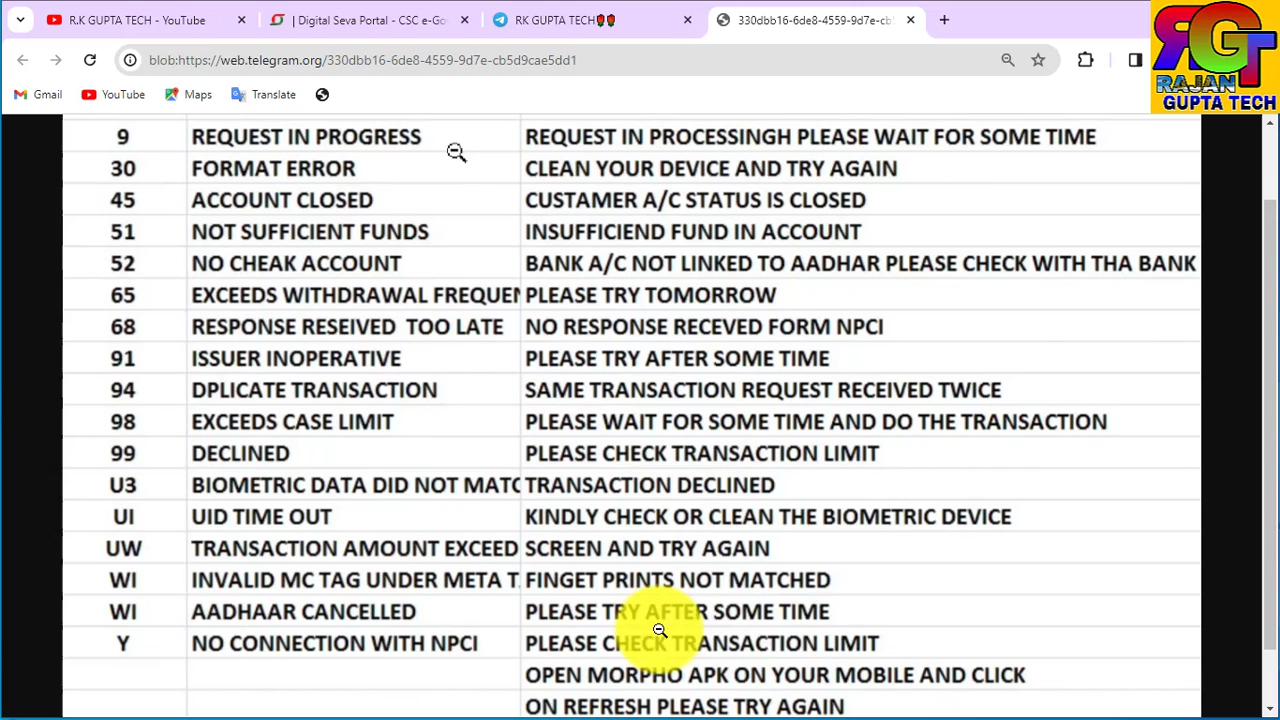 R.K GUPTA TECH - YouTube
| Digital Seva Portal - CSC e-Go
RK GUPTA TECH
330dbb16-6de8-4559-9d7e-cb5
blob:https://web.telegram.org/330dbb16-6de8-4559-9d7e-cb5d9cae5dd1
Gmail YouTube Maps Translate
RGT
RAJAN
GUPTA TECH
9 REQUEST IN PROGRESS REQUEST IN PROCESSINGH PLEASE WAIT FOR SOME TIME
30 FORMAT ERROR CLEAN YOUR DEVICE AND TRY AGAIN
45 ACCOUNT CLOSED CUSTAMER A/C STATUS IS CLOSED
51 NOT SUFFICIENT FUNDS INSUFFICIEND FUND IN ACCOUNT
52 NO CHEAK ACCOUNT BANK A/C NOT LINKED TO AADHAR PLEASE CHECK WITH THA BANK
65 EXCEEDS WITHDRAWAL FREQUEN PLEASE TRY TOMORROW
68 RESPONSE RESEIVED TOO LATE NO RESPONSE RECEVED FORM NPCI
91 ISSUER INOPERATIVE PLEASE TRY AFTER SOME TIME
94 DPLICATE TRANSACTION SAME TRANSACTION REQUEST RECEIVED TWICE
98 EXCEEDS CASE LIMIT PLEASE WAIT FOR SOME TIME AND DO THE TRANSACTION
99 DECLINED PLEASE CHECK TRANSACTION LIMIT
U3 BIOMETRIC DATA DID NOT MATC TRANSACTION DECLINED
UI UID TIME OUT KINDLY CHECK OR CLEAN THE BIOMETRIC DEVICE
UW TRANSACTION AMOUNT EXCEED SCREEN AND TRY AGAIN
WI INVALID MC TAG UNDER META T FINGET PRINTS NOT MATCHED
WI AADHAAR CANCELLED PLEASE TRY AFTER SOME TIME
Y NO CONNECTION WITH NPCI PLEASE CHECK TRANSACTION LIMIT
OPEN MORPHO APK ON YOUR MOBILE AND CLICK
ON REFRESH PLEASE TRY AGAIN